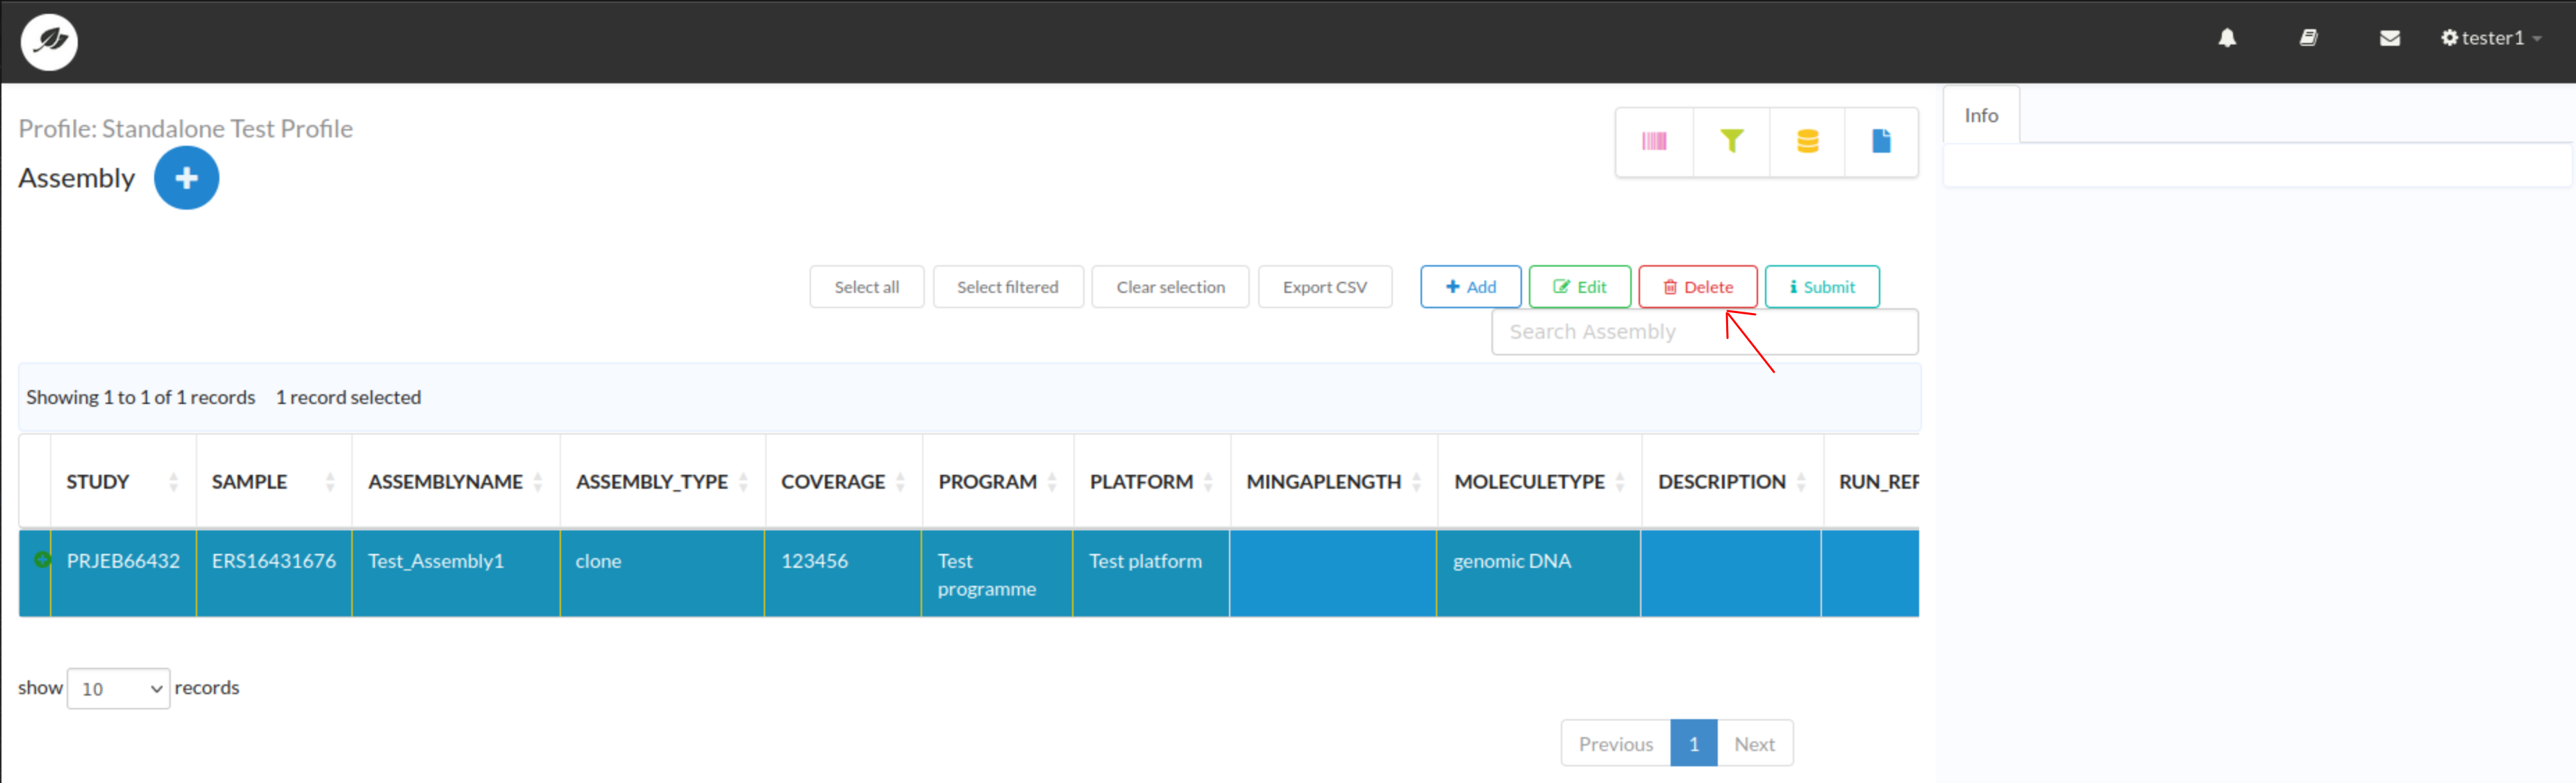 tester1
Profile: Standalone Test Profile
Info
Assembly
Select all
Select filtered
Clear selection
Export CSV
Add
Edit
Delete
Submit
Search Assembly
Showing 1 to 1 of 1 records 1 record selected
STUDY SAMPLE ASSEMBLYNAME ASSEMBLY_TYPE COVERAGE PROGRAM PLATFORM MINGAPLENGTH MOLECULETYPE DESCRIPTION RUN_REF
PRJEB66432 ERS16431676 Test_Assembly1 clone 123456 Test Test platform genomic DNA
programme
show 10 records
Previous 1 Next